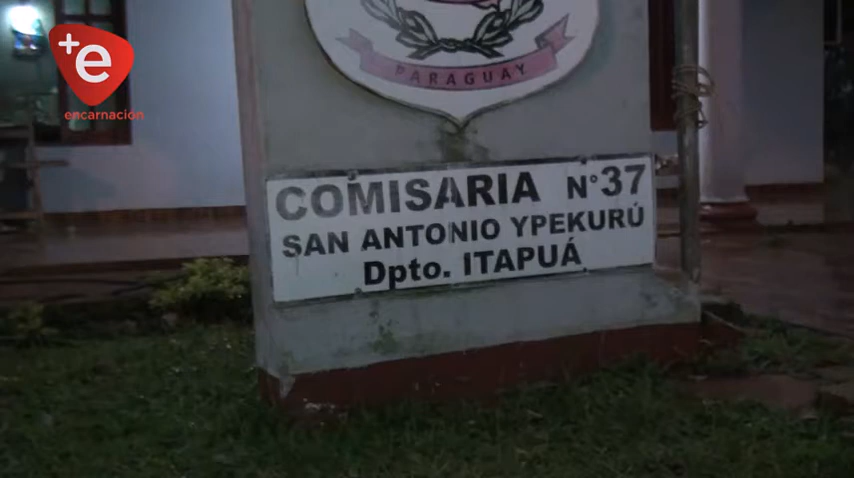 +e
encarnación
PARAGUAY
COMISARIA N°37
SAN ANTONIO YPEKURÚ
Dpto. ITAPUÁ